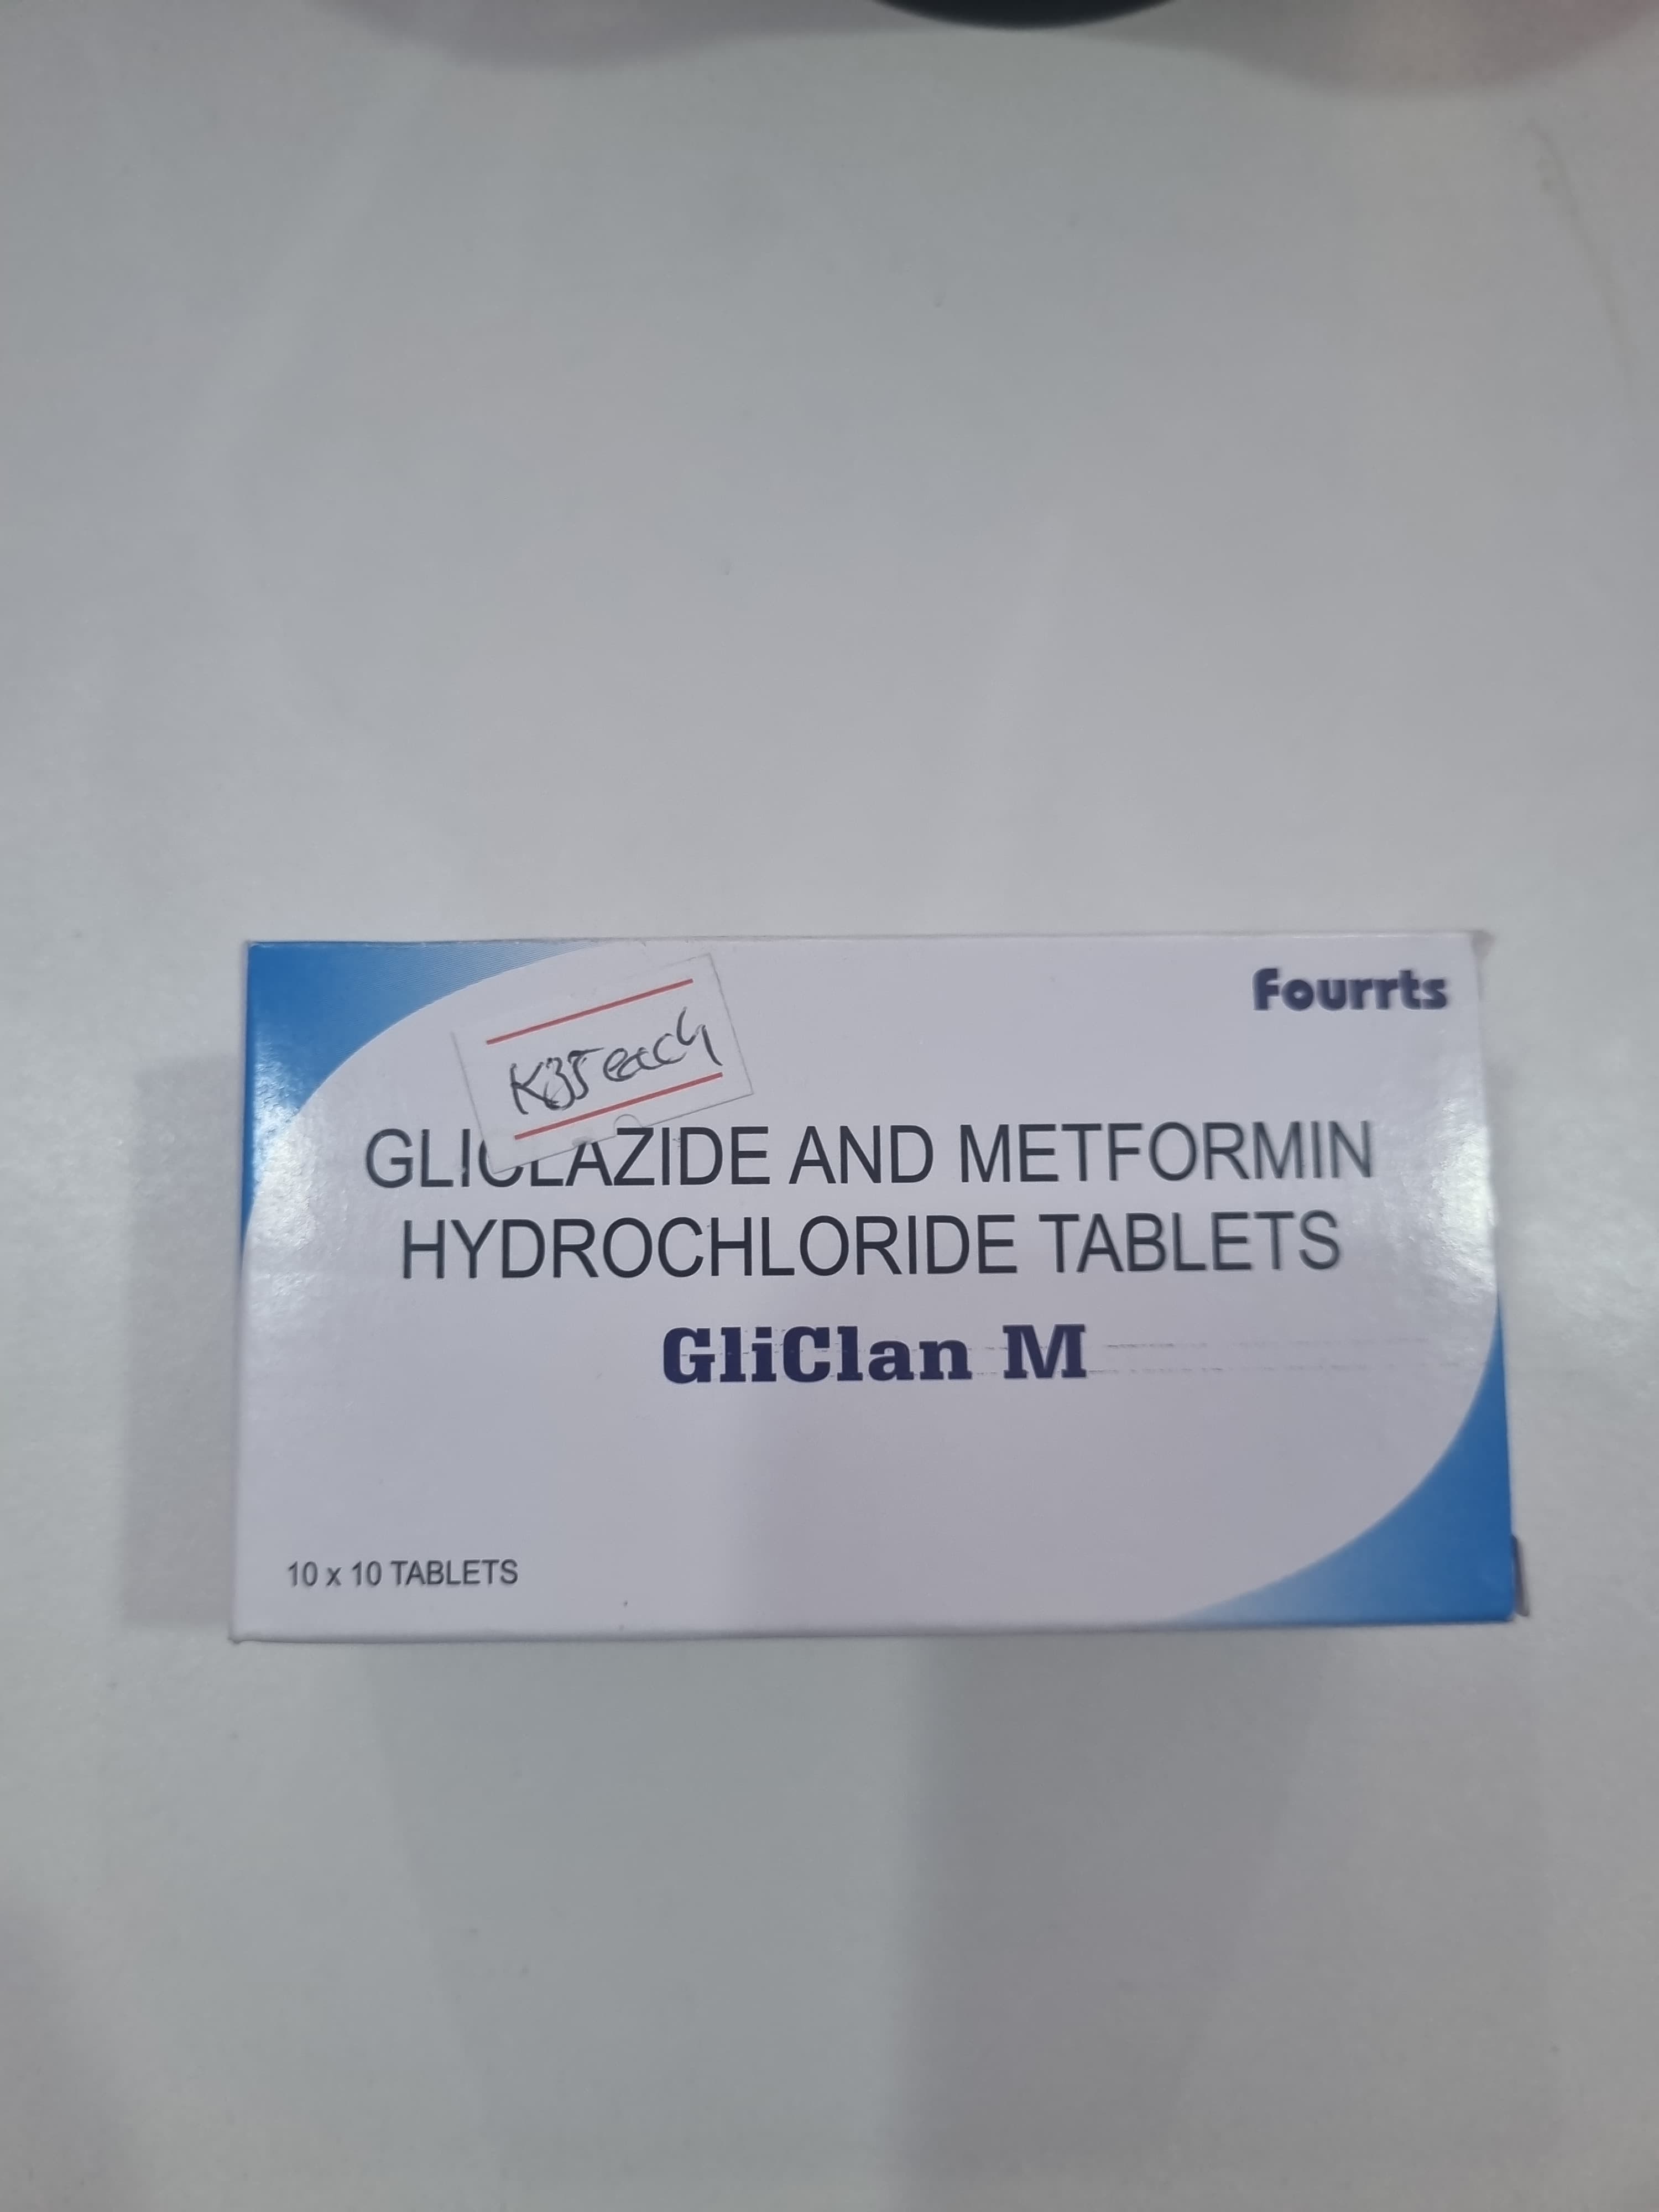 Fourrts
K35 each
GLICLAZIDE AND METFORMIN
HYDROCHLORIDE TABLETS
GliClan M
10 x 10 TABLETS